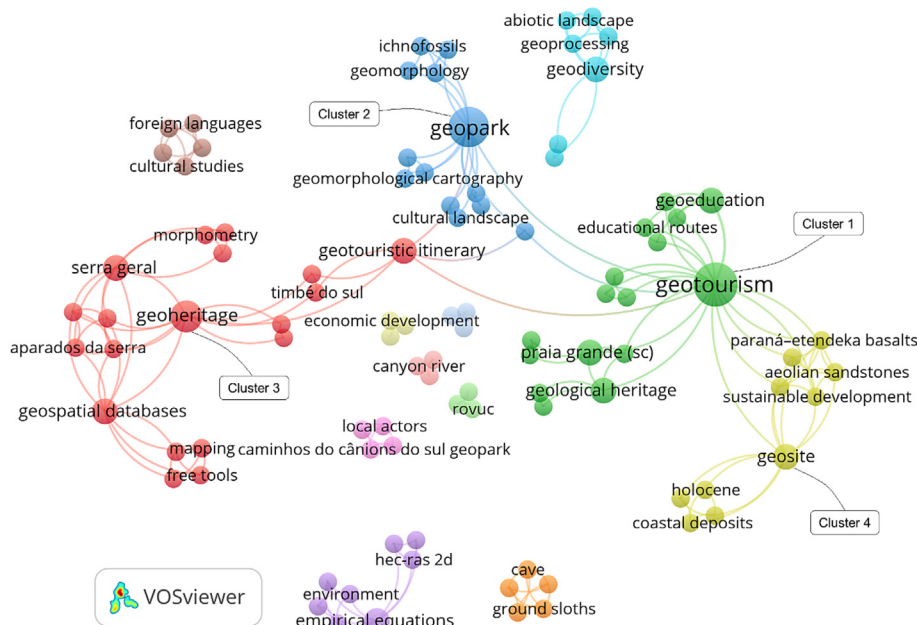 abiotic landscape
ichnofossils
geoprocessing
geomorphology
geodiversity
Cluster 2
foreign languages
geopark
cultural studies
geomorphological cartography
geoeducation
cultural landscape
educational routes
Cluster 1
morphometry
geotouristic itinerary
serra geral
geotourism
timbé do sul
geoheritage
economic development
paraná–etendeka basalts
aparados da serra
praia grande (sc)
canyon river
aeolian sandstones
Cluster 3
geological heritage
sustainable development
geospatial databases
rovuc
local actors
mapping
caminhos do cânions do sul geopark
geosite
free tools
holocene
coastal deposits
Cluster 4
hec-ras 2d
cave
environment
ground sloths
VOSviewer
empirical equations